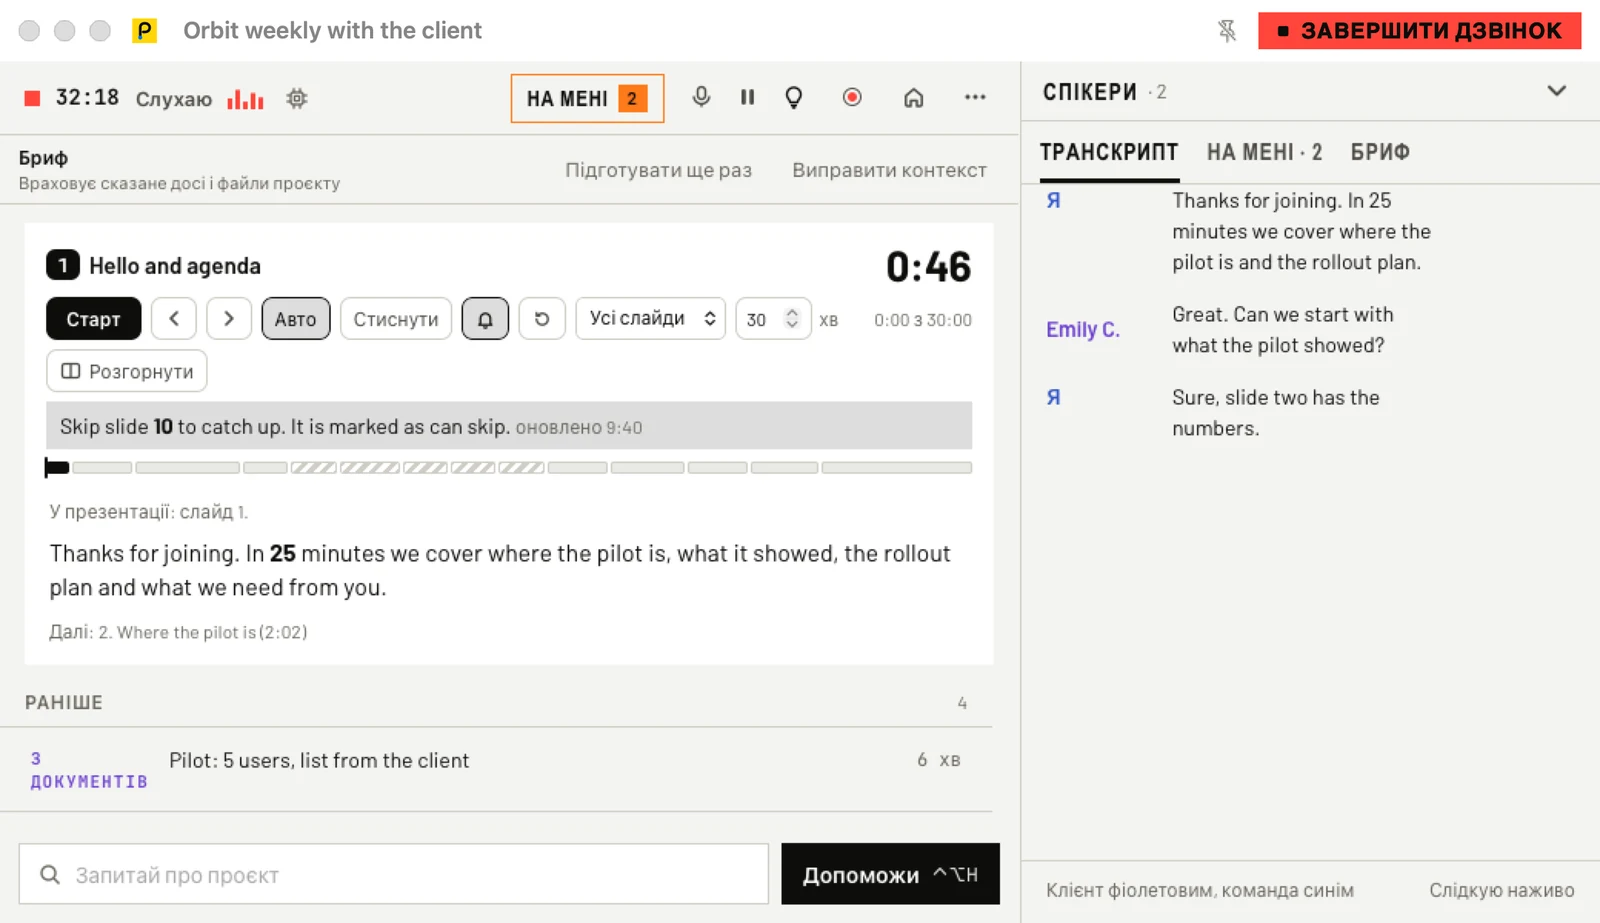 P Orbit weekly with the client
ЗАВЕРШИТИ ДЗВІНОК
32:18 Слухаю
НА МЕНІ 2
Бриф
Враховує сказане досі і файли проєкту
Підготувати ще раз Виправити контекст
1 Hello and agenda
0:46
Старт Авто Стиснути Усі слайди 30 хв 0:00 з 30:00
Розгорнути
Skip slide 10 to catch up. It is marked as can skip. оновлено 9:40
У презентації: слайд 1.
Thanks for joining. In 25 minutes we cover where the pilot is, what it showed, the rollout
plan and what we need from you.
Далі: 2. Where the pilot is (2:02)
РАНІШЕ 4
З
ДОКУМЕНТІВ
Pilot: 5 users, list from the client
6 хв
Запитай про проєкт
Допоможи ^⌥H
СПІКЕРИ · 2
ТРАНСКРИПТ НА МЕНІ · 2 БРИФ
Я
Thanks for joining. In 25
minutes we cover where the
pilot is and the rollout plan.
Emily C.
Great. Can we start with
what the pilot showed?
Я
Sure, slide two has the
numbers.
Клієнт фіолетовим, команда синім
Слідкую наживо